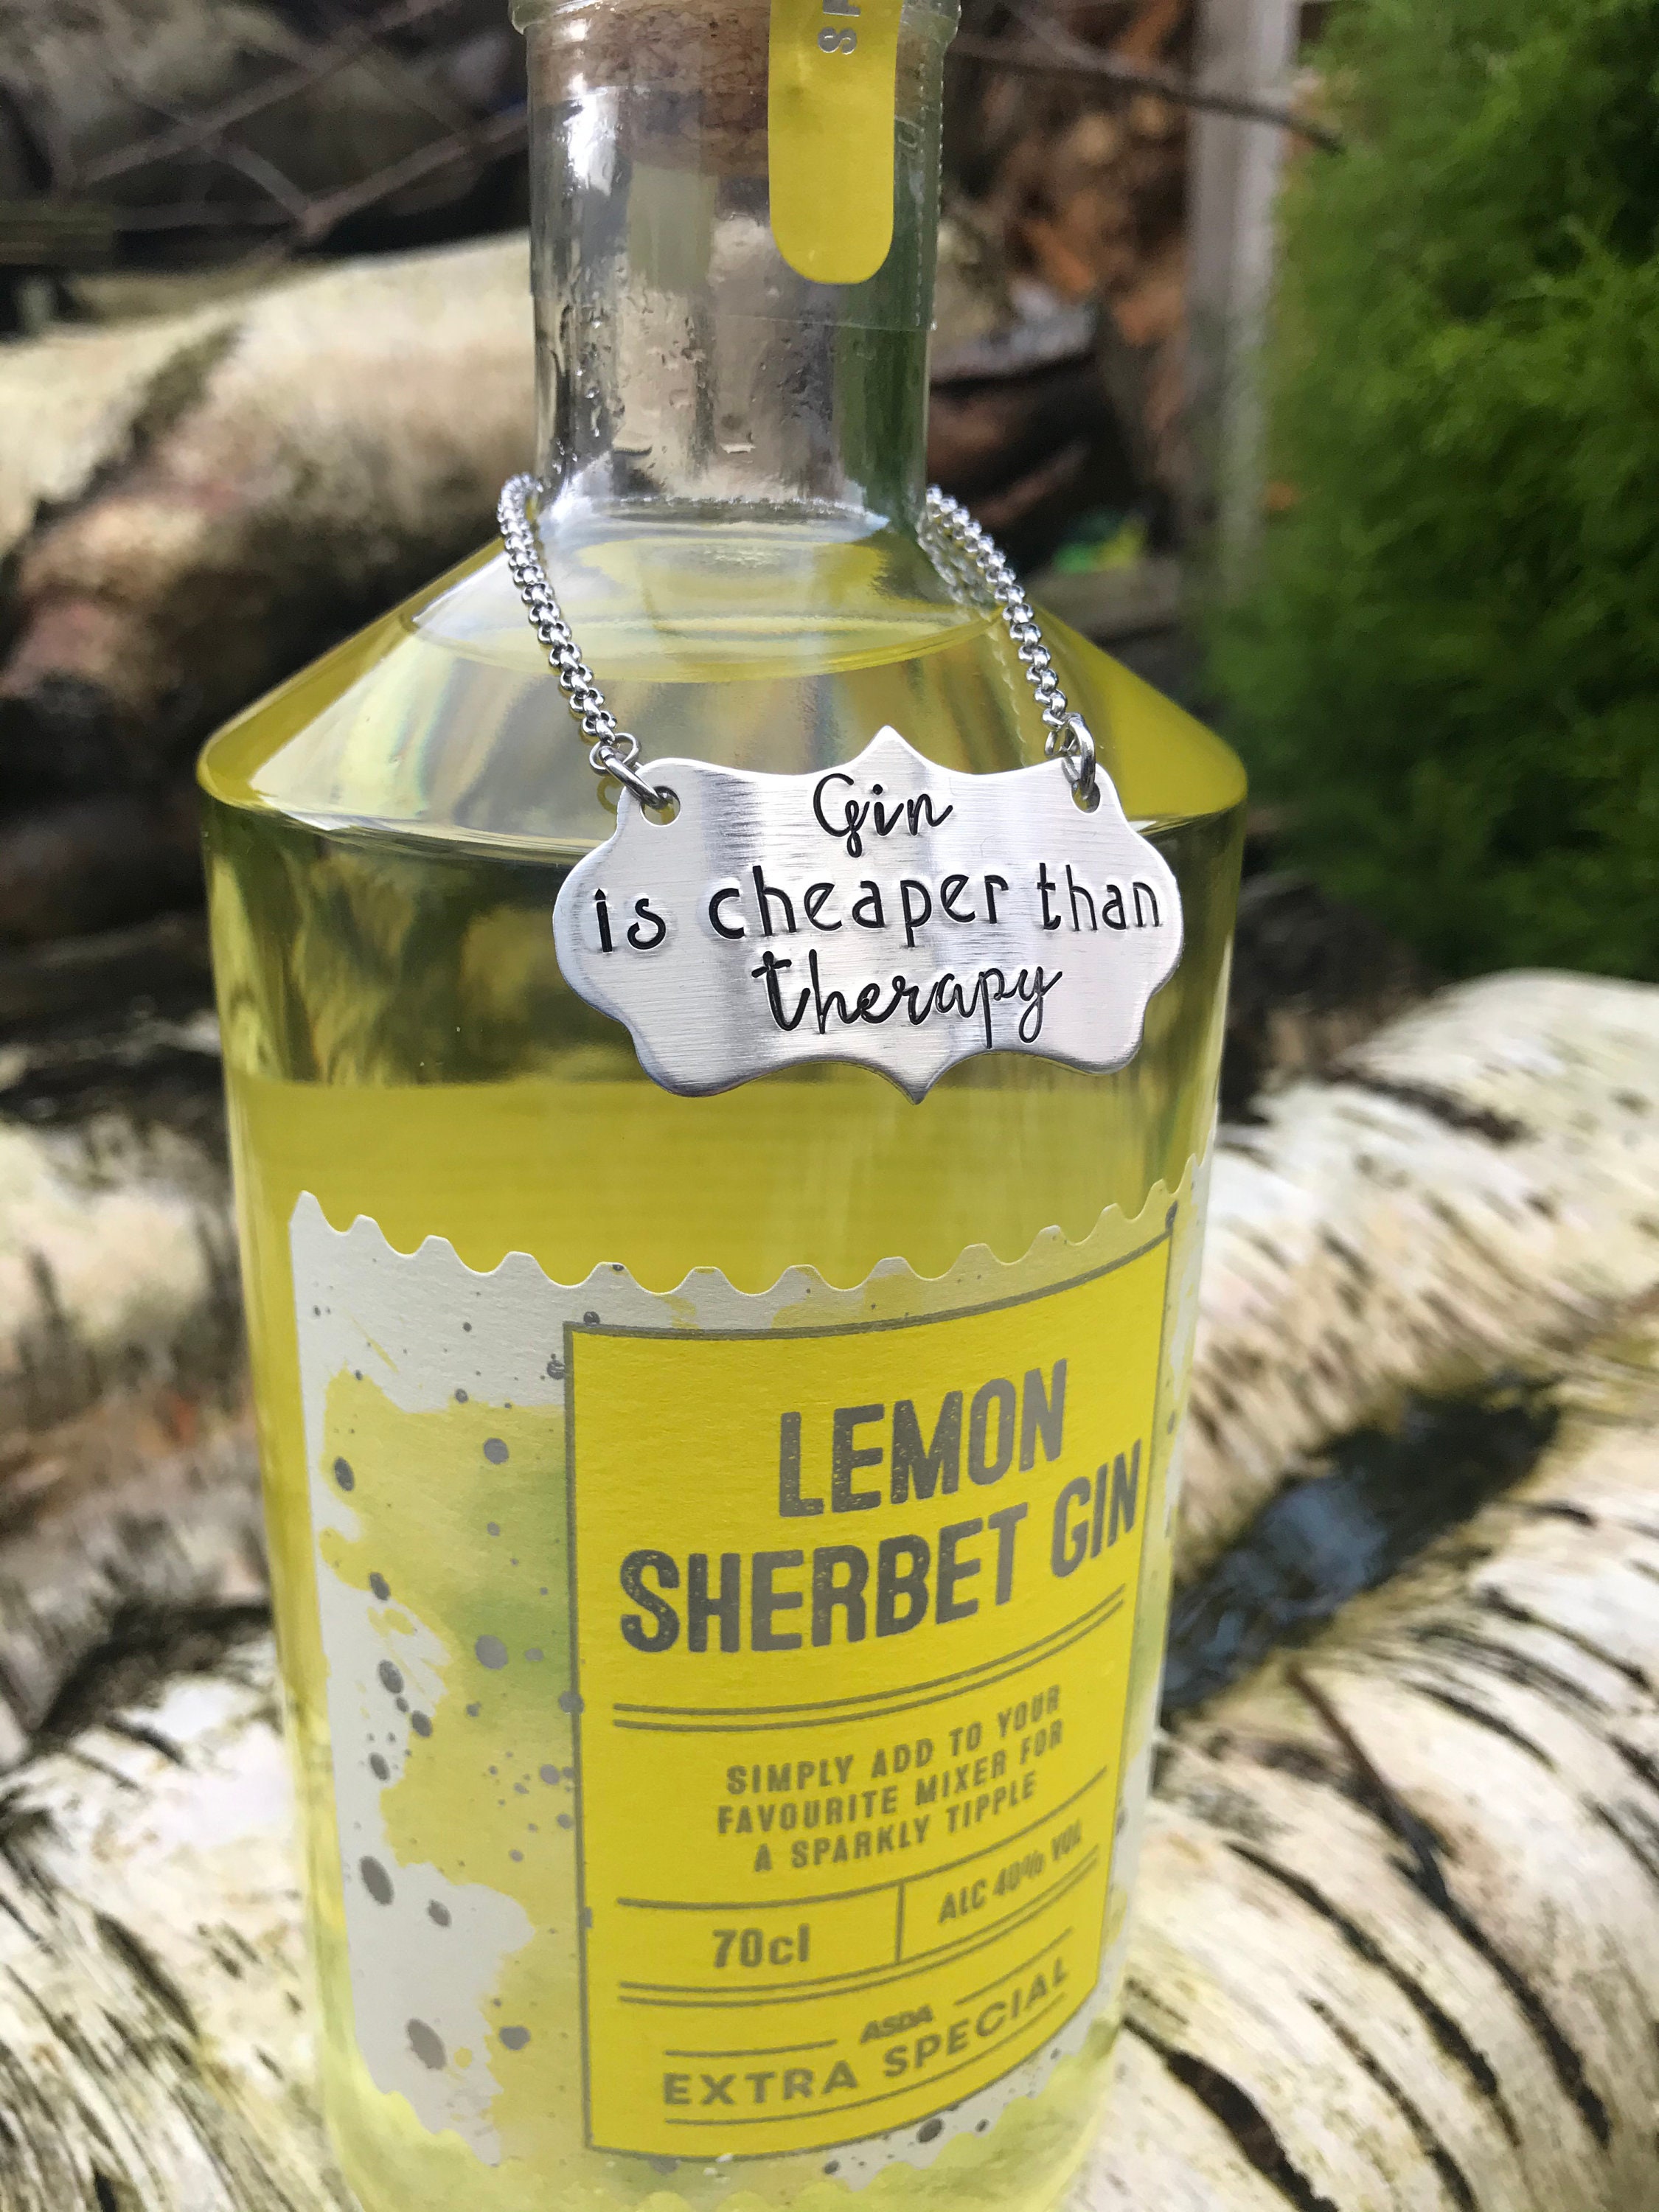 Gin
is cheaper than
therapy
LEMON
SHERBET GIN
SIMPLY ADD TO YOUR
FAVOURITE MIXER FOR
A SPARKLY TIPPLE
70cl
ALC 40% VOL
ASDA
EXTRA SPECIAL